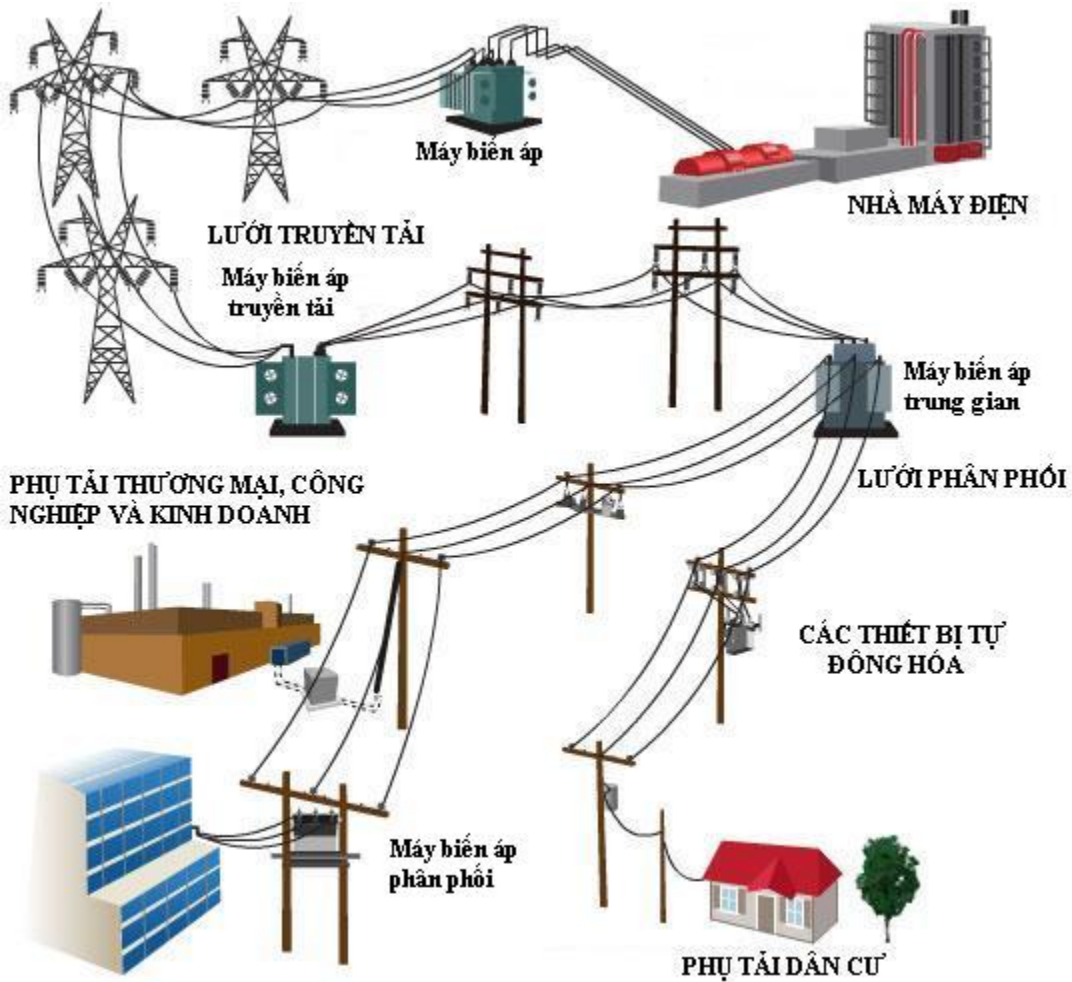 Máy biến áp
NHÀ MÁY ĐIỆN
LƯỚI TRUYỀN TẢI
Máy biến áp
truyền tải
Máy biến áp
trung gian
PHỤ TẢI THƯƠNG MẠI, CÔNG
NGHIỆP VÀ KINH DOANH
LƯỚI PHÂN PHỐI
CÁC THIẾT BỊ TỰ
ĐÔNG HÓA
Máy biến áp
phân phối
PHỤ TẢI DÂN CƯ